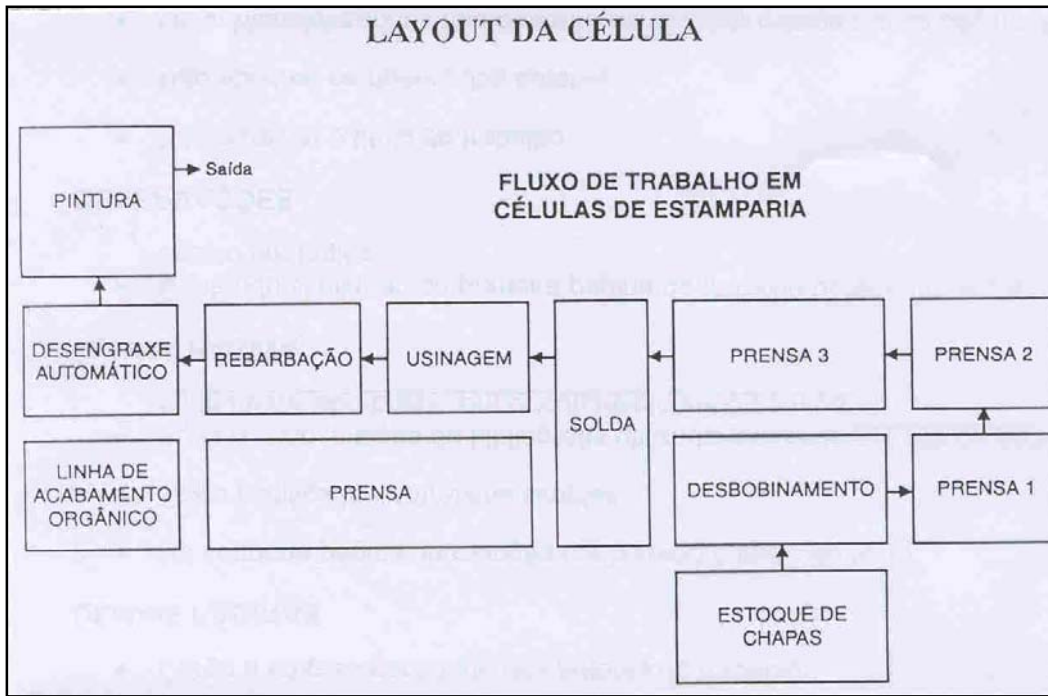 LAYOUT DA CÉLULA
Saída
PINTURA
FLUXO DE TRABALHO EM
CÉLULAS DE ESTAMPARIA
DESENGRAXE
AUTOMÁTICO
REBARBAÇÃO
USINAGEM
SOLDA
PRENSA 3
PRENSA 2
LINHA DE
ACABAMENTO
ORGÂNICO
PRENSA
DESBOBINAMENTO
PRENSA 1
ESTOQUE DE
CHAPAS